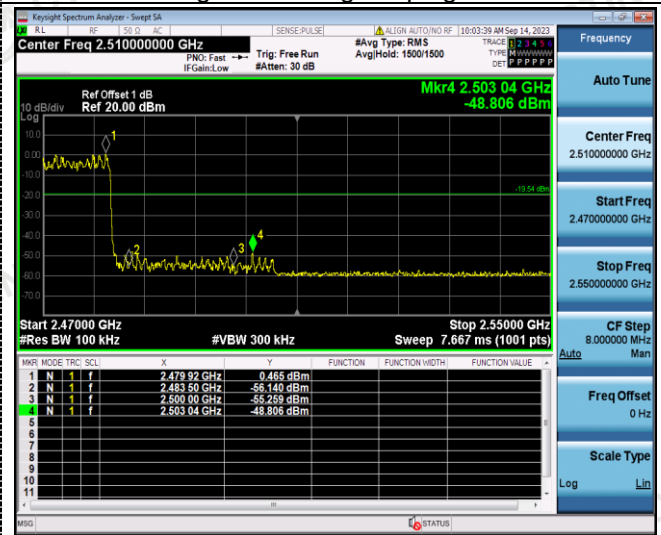 Keysight Spectrum Analyzer - Swept SA
RL RF 50 Ω AC SENSE:PULSE ALIGN AUTO/NO RF 10:03:39 AM Sep 14, 2023
Center Freq 2.510000000 GHz
PNO: Fast
IFGain:Low
Trig: Free Run
#Atten: 30 dB
#Avg Type: RMS
Avg|Hold: 1500/1500
TRACE 1 2 3 4 5 6
TYPE MWWWWW
DET P P P P P P
Ref Offset 1 dB
10 dB/div Ref 20.00 dBm
Log
Mkr4 2.503 04 GHz
-48.806 dBm
10.0
0.00
-10.0
-20.0
-30.0
-40.0
-50.0
-60.0
-70.0
1
2
3
4
-19.54 dBm
Start 2.47000 GHz Stop 2.55000 GHz
#Res BW 100 kHz #VBW 300 kHz Sweep 7.667 ms (1001 pts)
MKR MODE TRC SCL X Y FUNCTION FUNCTION WIDTH FUNCTION VALUE
1 N 1 f 2.479 92 GHz 0.465 dBm
2 N 1 f 2.483 50 GHz -56.140 dBm
3 N 1 f 2.500 00 GHz -55.259 dBm
4 N 1 f 2.503 04 GHz -48.806 dBm
5
6
7
8
9
10
11
MSG STATUS
Frequency
Auto Tune
Center Freq
2.510000000 GHz
Start Freq
2.470000000 GHz
Stop Freq
2.550000000 GHz
CF Step
8.000000 MHz
Auto Man
Freq Offset
0 Hz
Scale Type
Log Lin